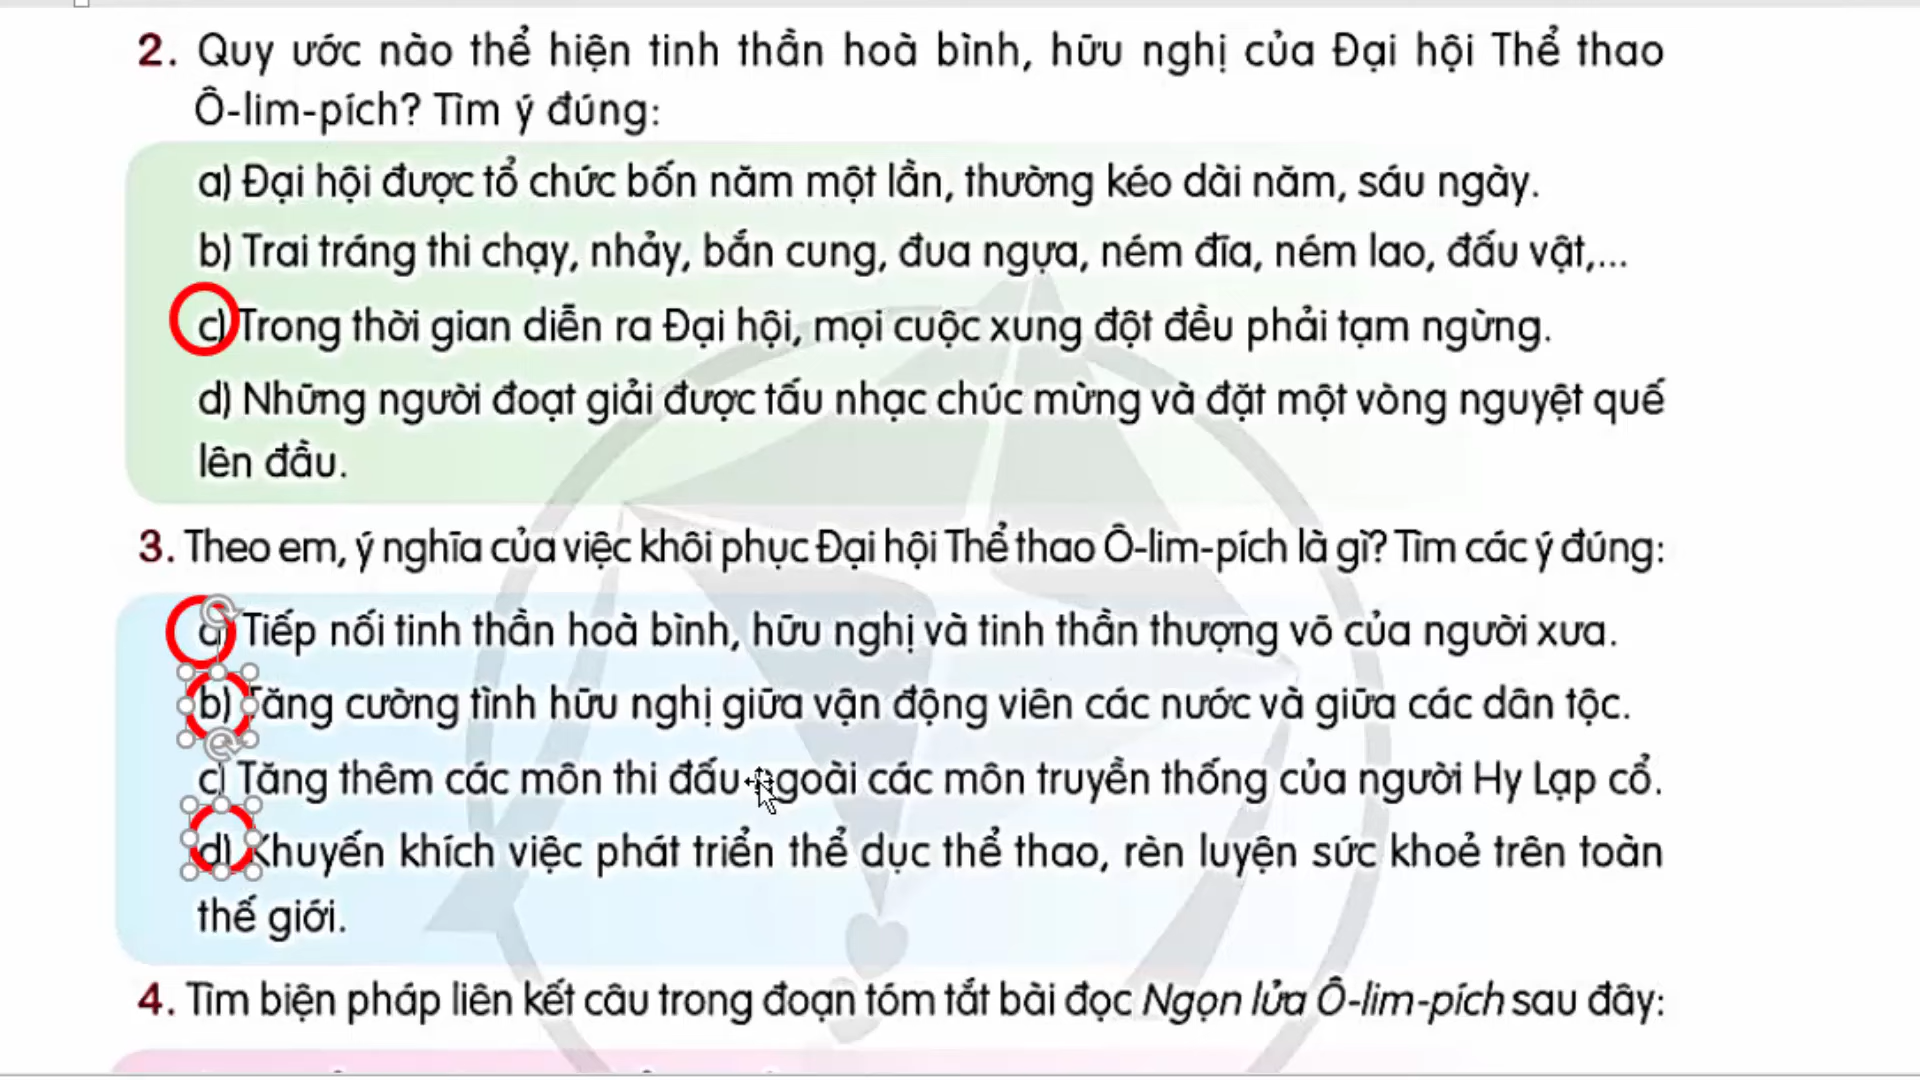 2. Quy ước nào thể hiện tinh thần hoà bình, hữu nghị của Đại hội Thể thao
Ô-lim-pích? Tìm ý đúng:
a) Đại hội được tổ chức bốn năm một lần, thường kéo dài năm, sáu ngày.
b) Trai tráng thi chạy, nhảy, bắn cung, đua ngựa, ném đĩa, ném lao, đấu vật,...
c) Trong thời gian diễn ra Đại hội, mọi cuộc xung đột đều phải tạm ngừng.
d) Những người đoạt giải được tấu nhạc chúc mừng và đặt một vòng nguyệt quế
lên đầu.
3. Theo em, ý nghĩa của việc khôi phục Đại hội Thể thao Ô-lim-pích là gì? Tìm các ý đúng:
a) Tiếp nối tinh thần hoà bình, hữu nghị và tinh thần thượng võ của người xưa.
b) Tăng cường tình hữu nghị giữa vận động viên các nước và giữa các dân tộc.
c) Tăng thêm các môn thi đấu ngoài các môn truyền thống của người Hy Lạp cổ.
d) Khuyến khích việc phát triển thể dục thể thao, rèn luyện sức khoẻ trên toàn
thế giới.
4. Tìm biện pháp liên kết câu trong đoạn tóm tắt bài đọc Ngọn lửa Ô-lim-pích sau đây: